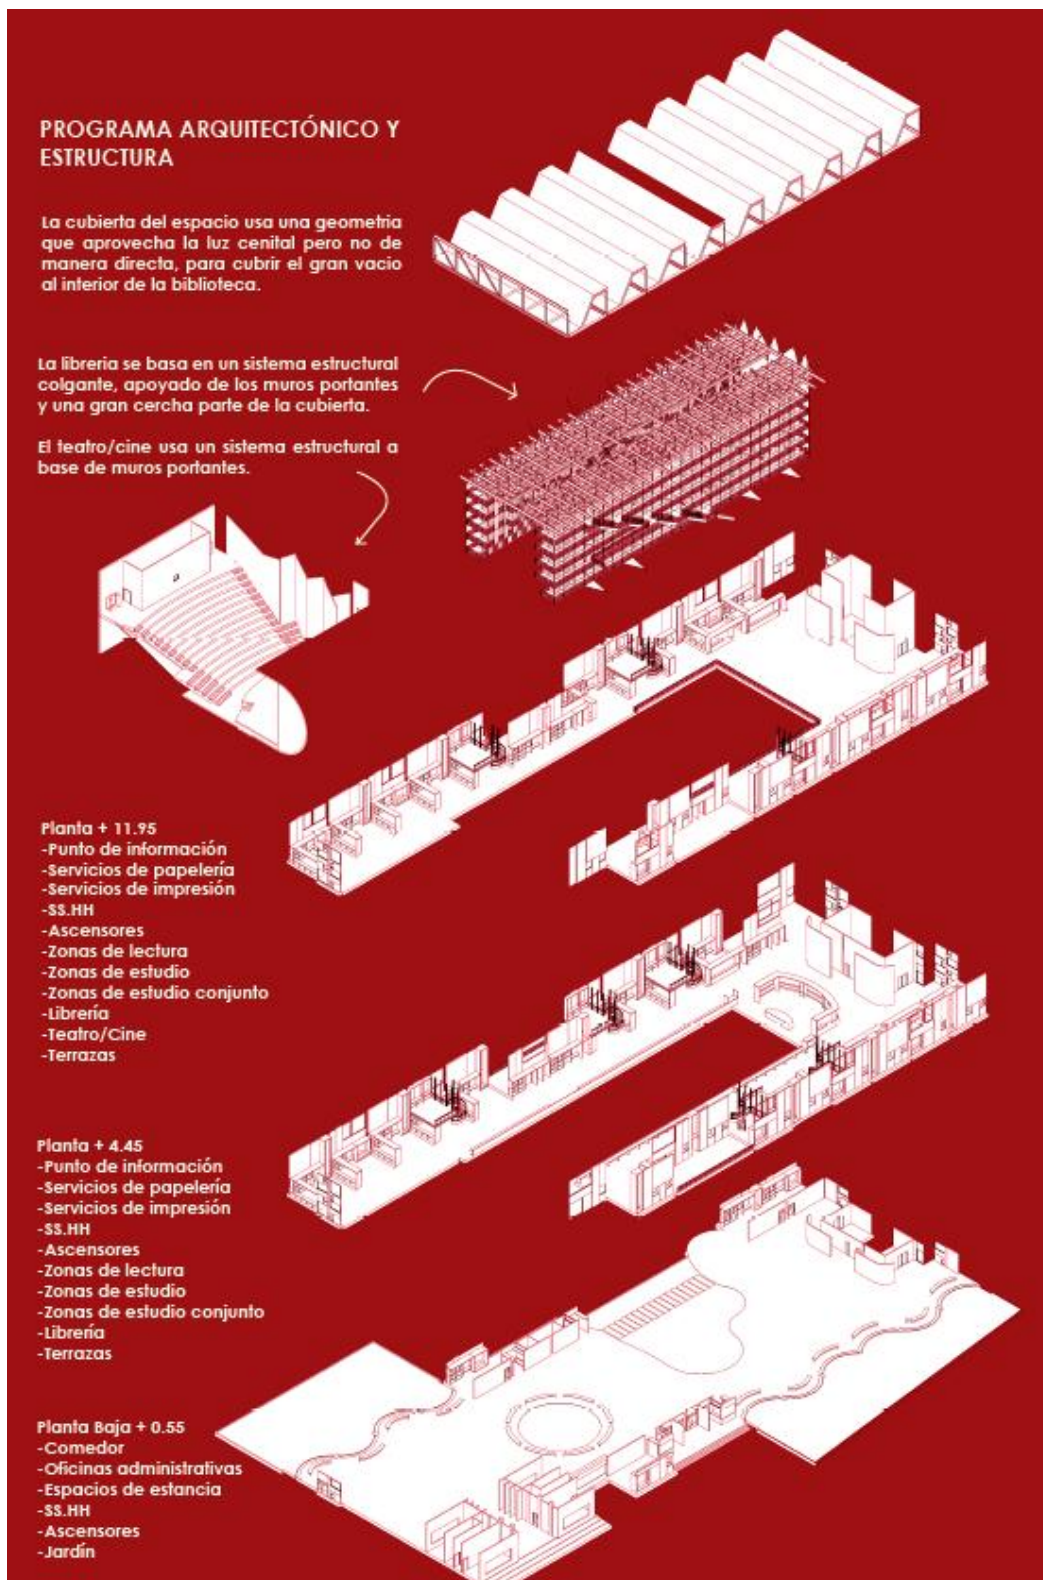 PROGRAMA ARQUITECTÓNICO Y
ESTRUCTURA
La cubierta del espacio usa una geometria
que aprovecha la luz cenital pero no de
manera directa, para cubrir el gran vacio
al interior de la biblioteca.
La libreria se basa en un sistema estructural
colgante, apoyado de los muros portantes
y una gran cercha parte de la cubierta.
El teatro/cine usa un sistema estructural a
base de muros portantes.
Planta + 11.95
-Punto de información
-Servicios de papelería
-Servicios de impresión
-SS.HH
-Ascensores
-Zonas de lectura
-Zonas de estudio
-Zonas de estudio conjunto
-Librería
-Teatro/Cine
-Terrazas
Planta + 4.45
-Punto de información
-Servicios de papelería
-Servicios de impresión
-SS.HH
-Ascensores
-Zonas de lectura
-Zonas de estudio
-Zonas de estudio conjunto
-Librería
-Terrazas
Planta Baja + 0.55
-Comedor
-Oficinas administrativas
-Espacios de estancia
-SS.HH
-Ascensores
-Jardín